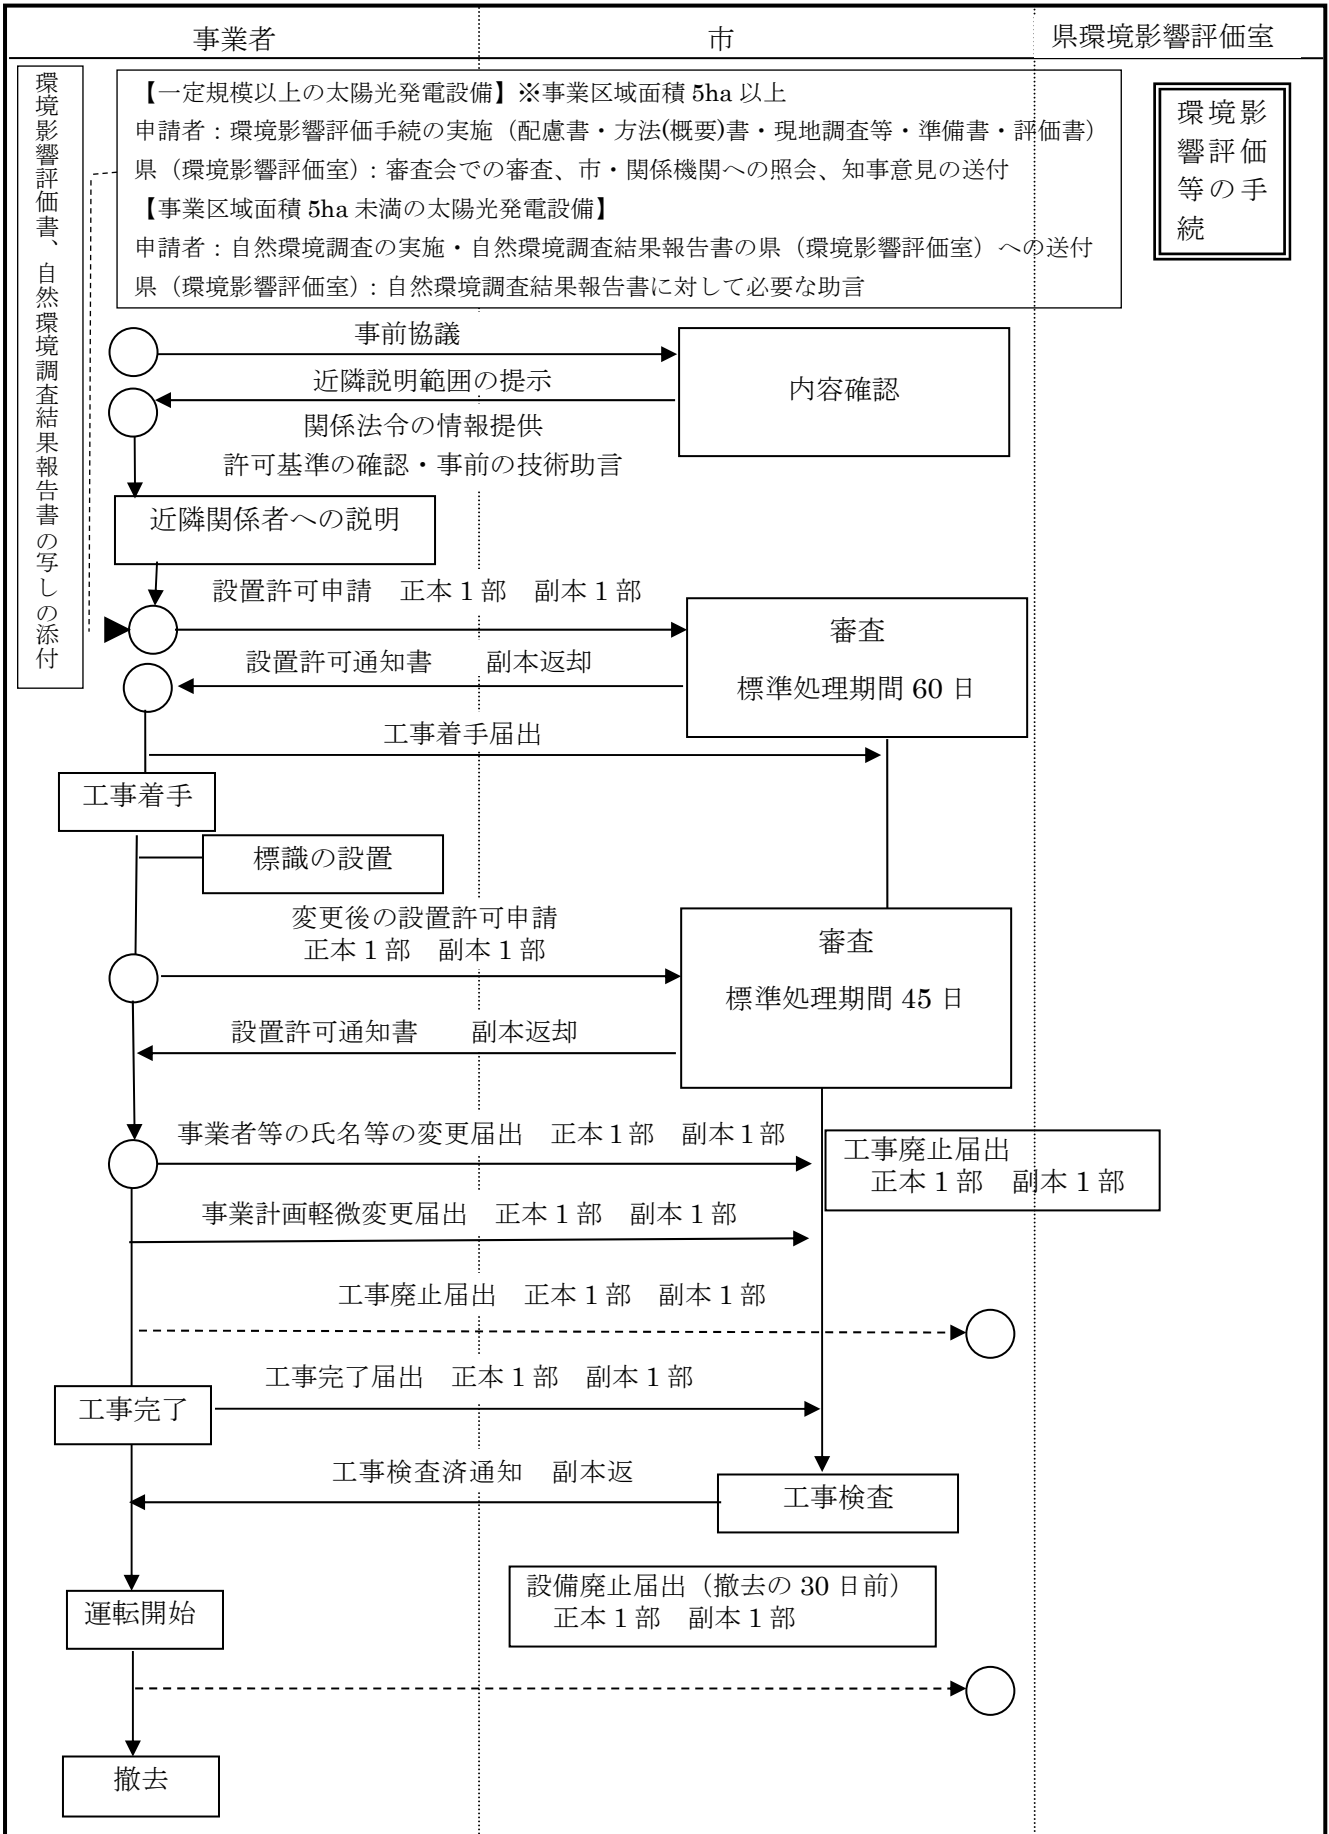 事業者
市
県環境影響評価室
環境影響評価書、自然環境調査結果報告書の写しの添付
【一定規模以上の太陽光発電設備】※事業区域面積 5ha 以上
申請者：環境影響評価手続の実施（配慮書・方法(概要)書・現地調査等・準備書・評価書）
県（環境影響評価室）：審査会での審査、市・関係機関への照会、知事意見の送付
【事業区域面積 5ha 未満の太陽光発電設備】
申請者：自然環境調査の実施・自然環境調査結果報告書の県（環境影響評価室）への送付
県（環境影響評価室）：自然環境調査結果報告書に対して必要な助言
環境影
響評価
等の手
続
事前協議
近隣説明範囲の提示
関係法令の情報提供
許可基準の確認・事前の技術助言
内容確認
近隣関係者への説明
設置許可申請　正本 1 部　副本 1 部
設置許可通知書　　副本返却
審査
標準処理期間 60 日
工事着手届出
工事着手
標識の設置
変更後の設置許可申請
正本 1 部　副本 1 部
設置許可通知書　　副本返却
審査
標準処理期間 45 日
事業者等の氏名等の変更届出　正本 1 部　副本 1 部
工事廃止届出
正本 1 部　副本 1 部
事業計画軽微変更届出　正本 1 部　副本 1 部
工事廃止届出　正本 1 部　副本 1 部
工事完了届出　正本 1 部　副本 1 部
工事完了
工事検査済通知　副本返
工事検査
設備廃止届出（撤去の 30 日前）
正本 1 部　副本 1 部
運転開始
撤去